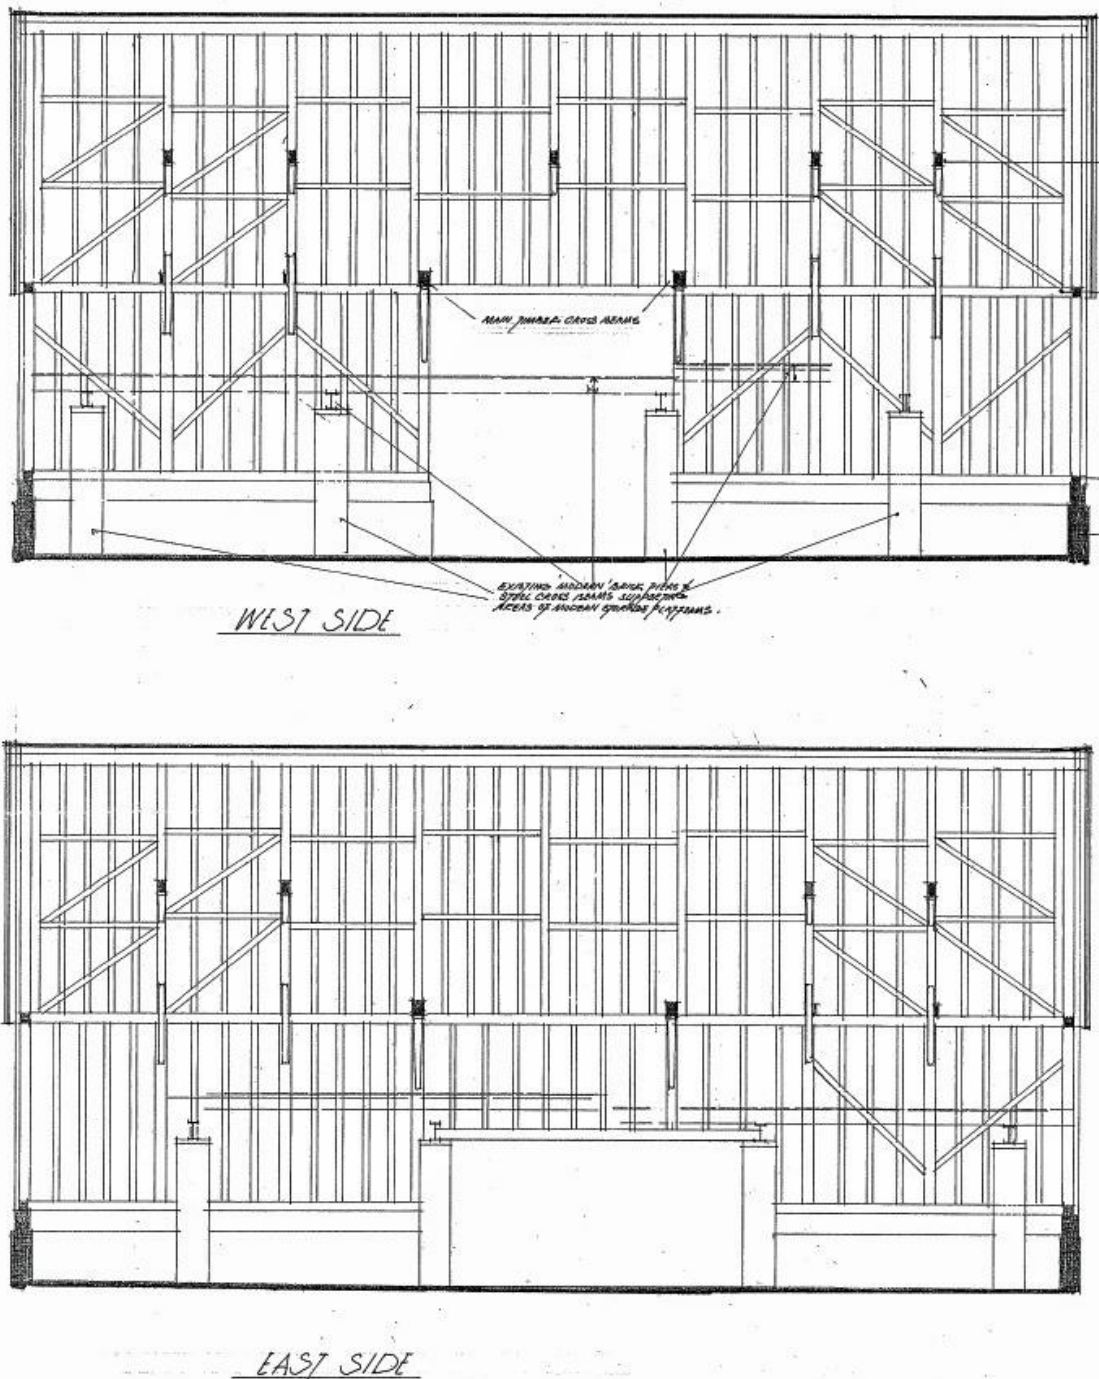 MAIN TIMBER CROSS BEAMS
EXISTING 'MODERN' BRICK PIERS &
STEEL CROSS BEAMS SUPPORTING
AREAS OF MODERN STORAGE PLATFORMS.
WEST SIDE
EAST SIDE